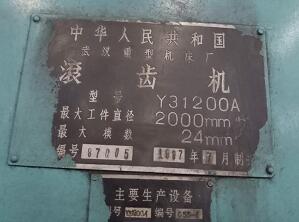 中华人民共和国
武汉重型机床厂
滚齿机
型号 Y31200A
最大工件直径 2000mm
最大模数 24mm
编号 87005 1987年 月制
主要生产设备
编号